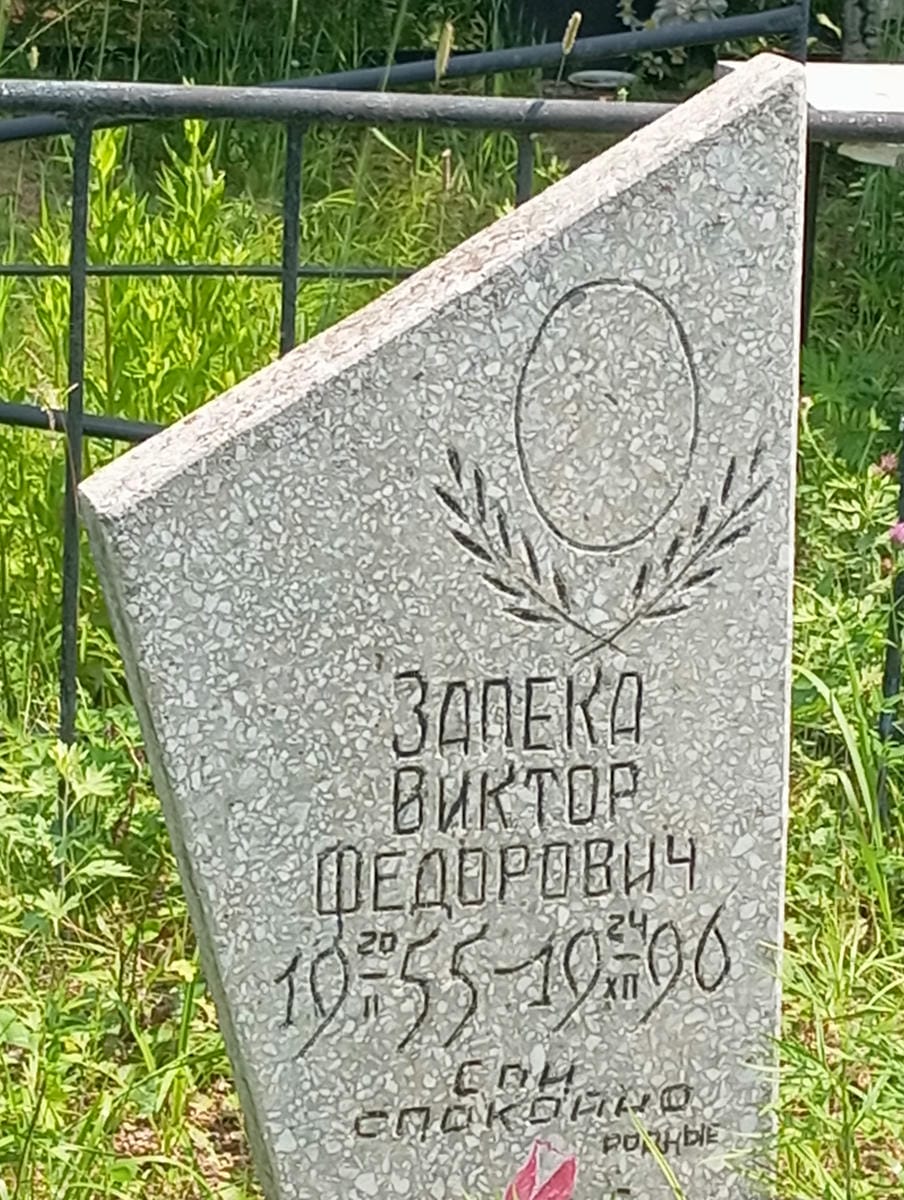 ЗАПЕКА
ВИКТОР
ФЕДОРОВИЧ
19 20/II 55-19 24/XII 96
СПИ
СПОКОЙНО
РОДНЫЕ